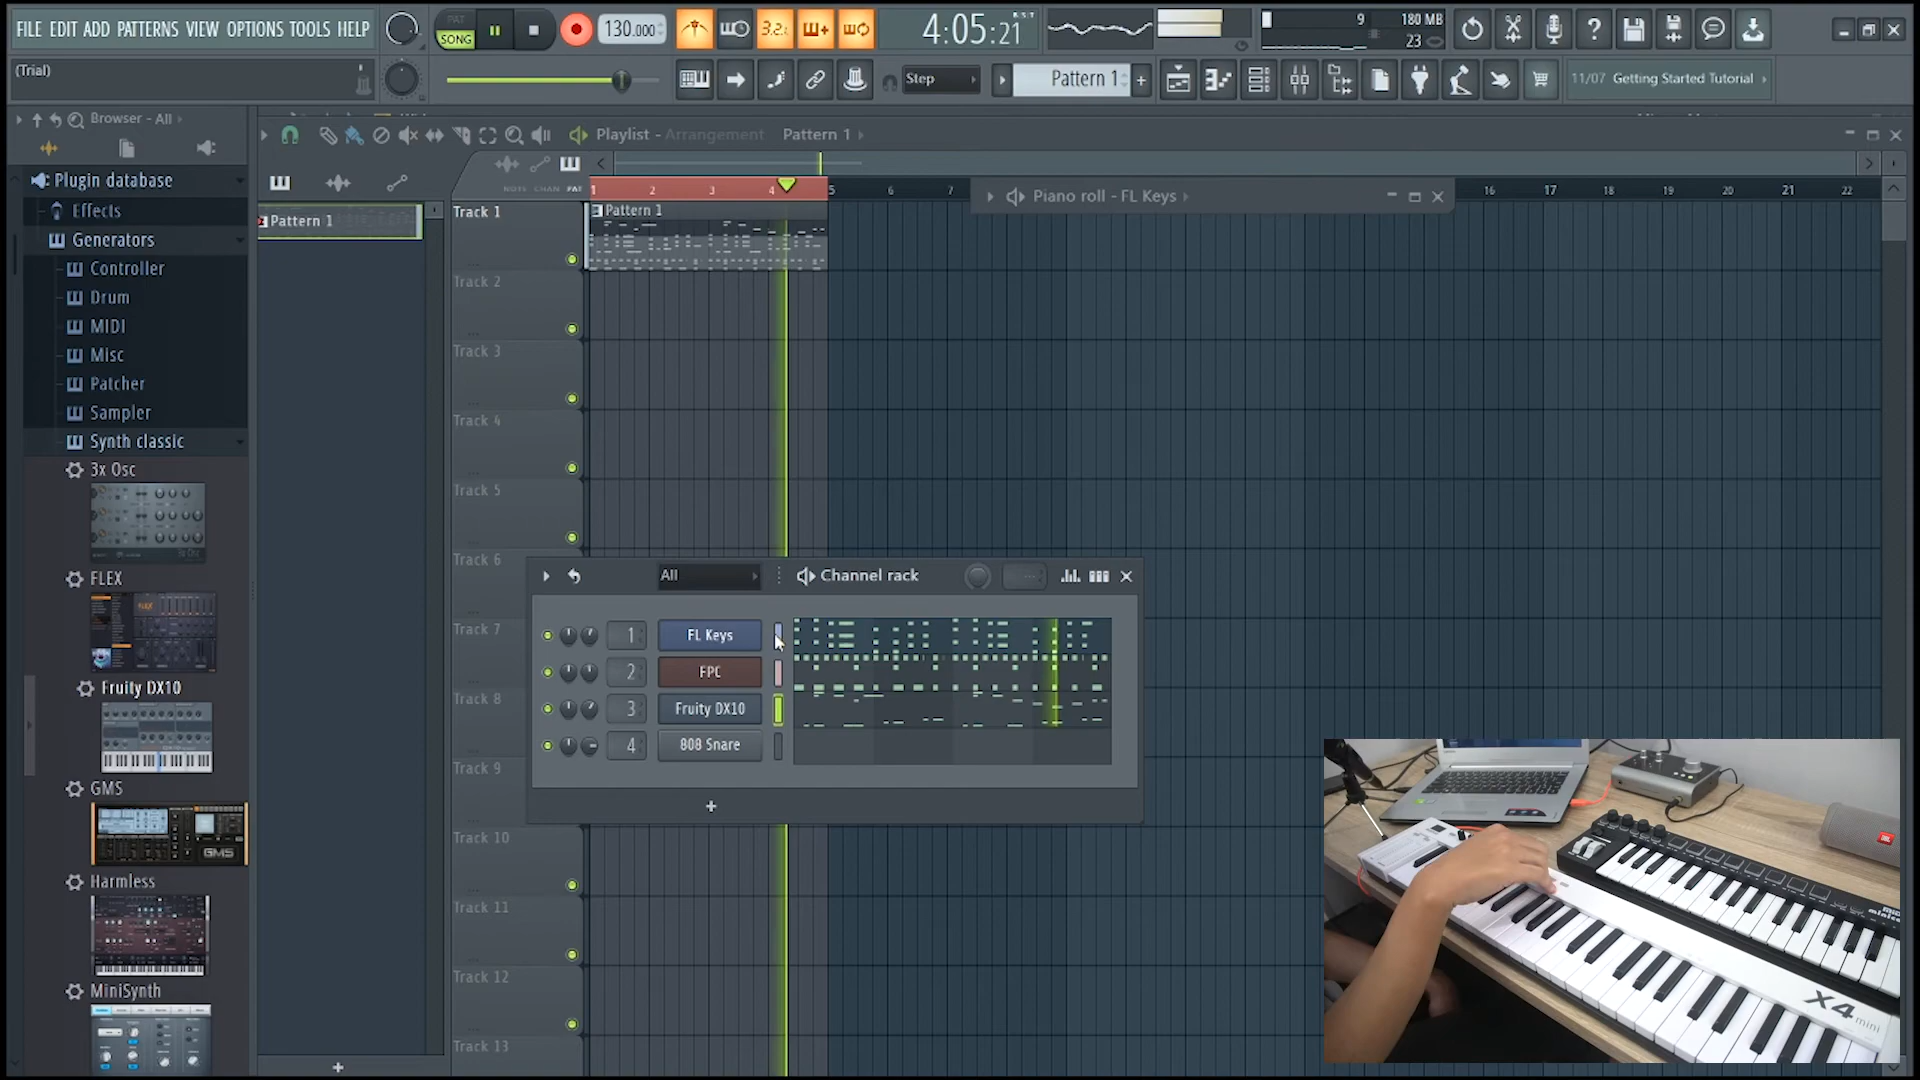 FILE EDIT ADD PATTERNS VIEW OPTIONS TOOLS HELP
PAT
SONG
130.000
3.2:
4:05:21
B:S:T
9
180 MB
23
(Trial)
Step
Pattern 1
+
11/07 Getting Started Tutorial
Browser - All
Plugin database
Effects
Generators
Controller
Drum
MIDI
Misc
Patcher
Sampler
Synth classic
3x Osc
FLEX
Fruity DX10
GMS
Harmless
MiniSynth
Playlist - Arrangement Pattern 1
NOTE CHAN PAT
1 2 3 4 5 6 7 16 17 18 19 20 21 22
Pattern 1
Piano roll - FL Keys
Track 1
Pattern 1
Track 2
Track 3
Track 4
Track 5
Track 6
Track 7
Track 8
Track 9
Track 10
Track 11
Track 12
Track 13
All
Channel rack
1 FL Keys
2 FPC
3 Fruity DX10
4 808 Snare
+
+
JBL
X4 mini